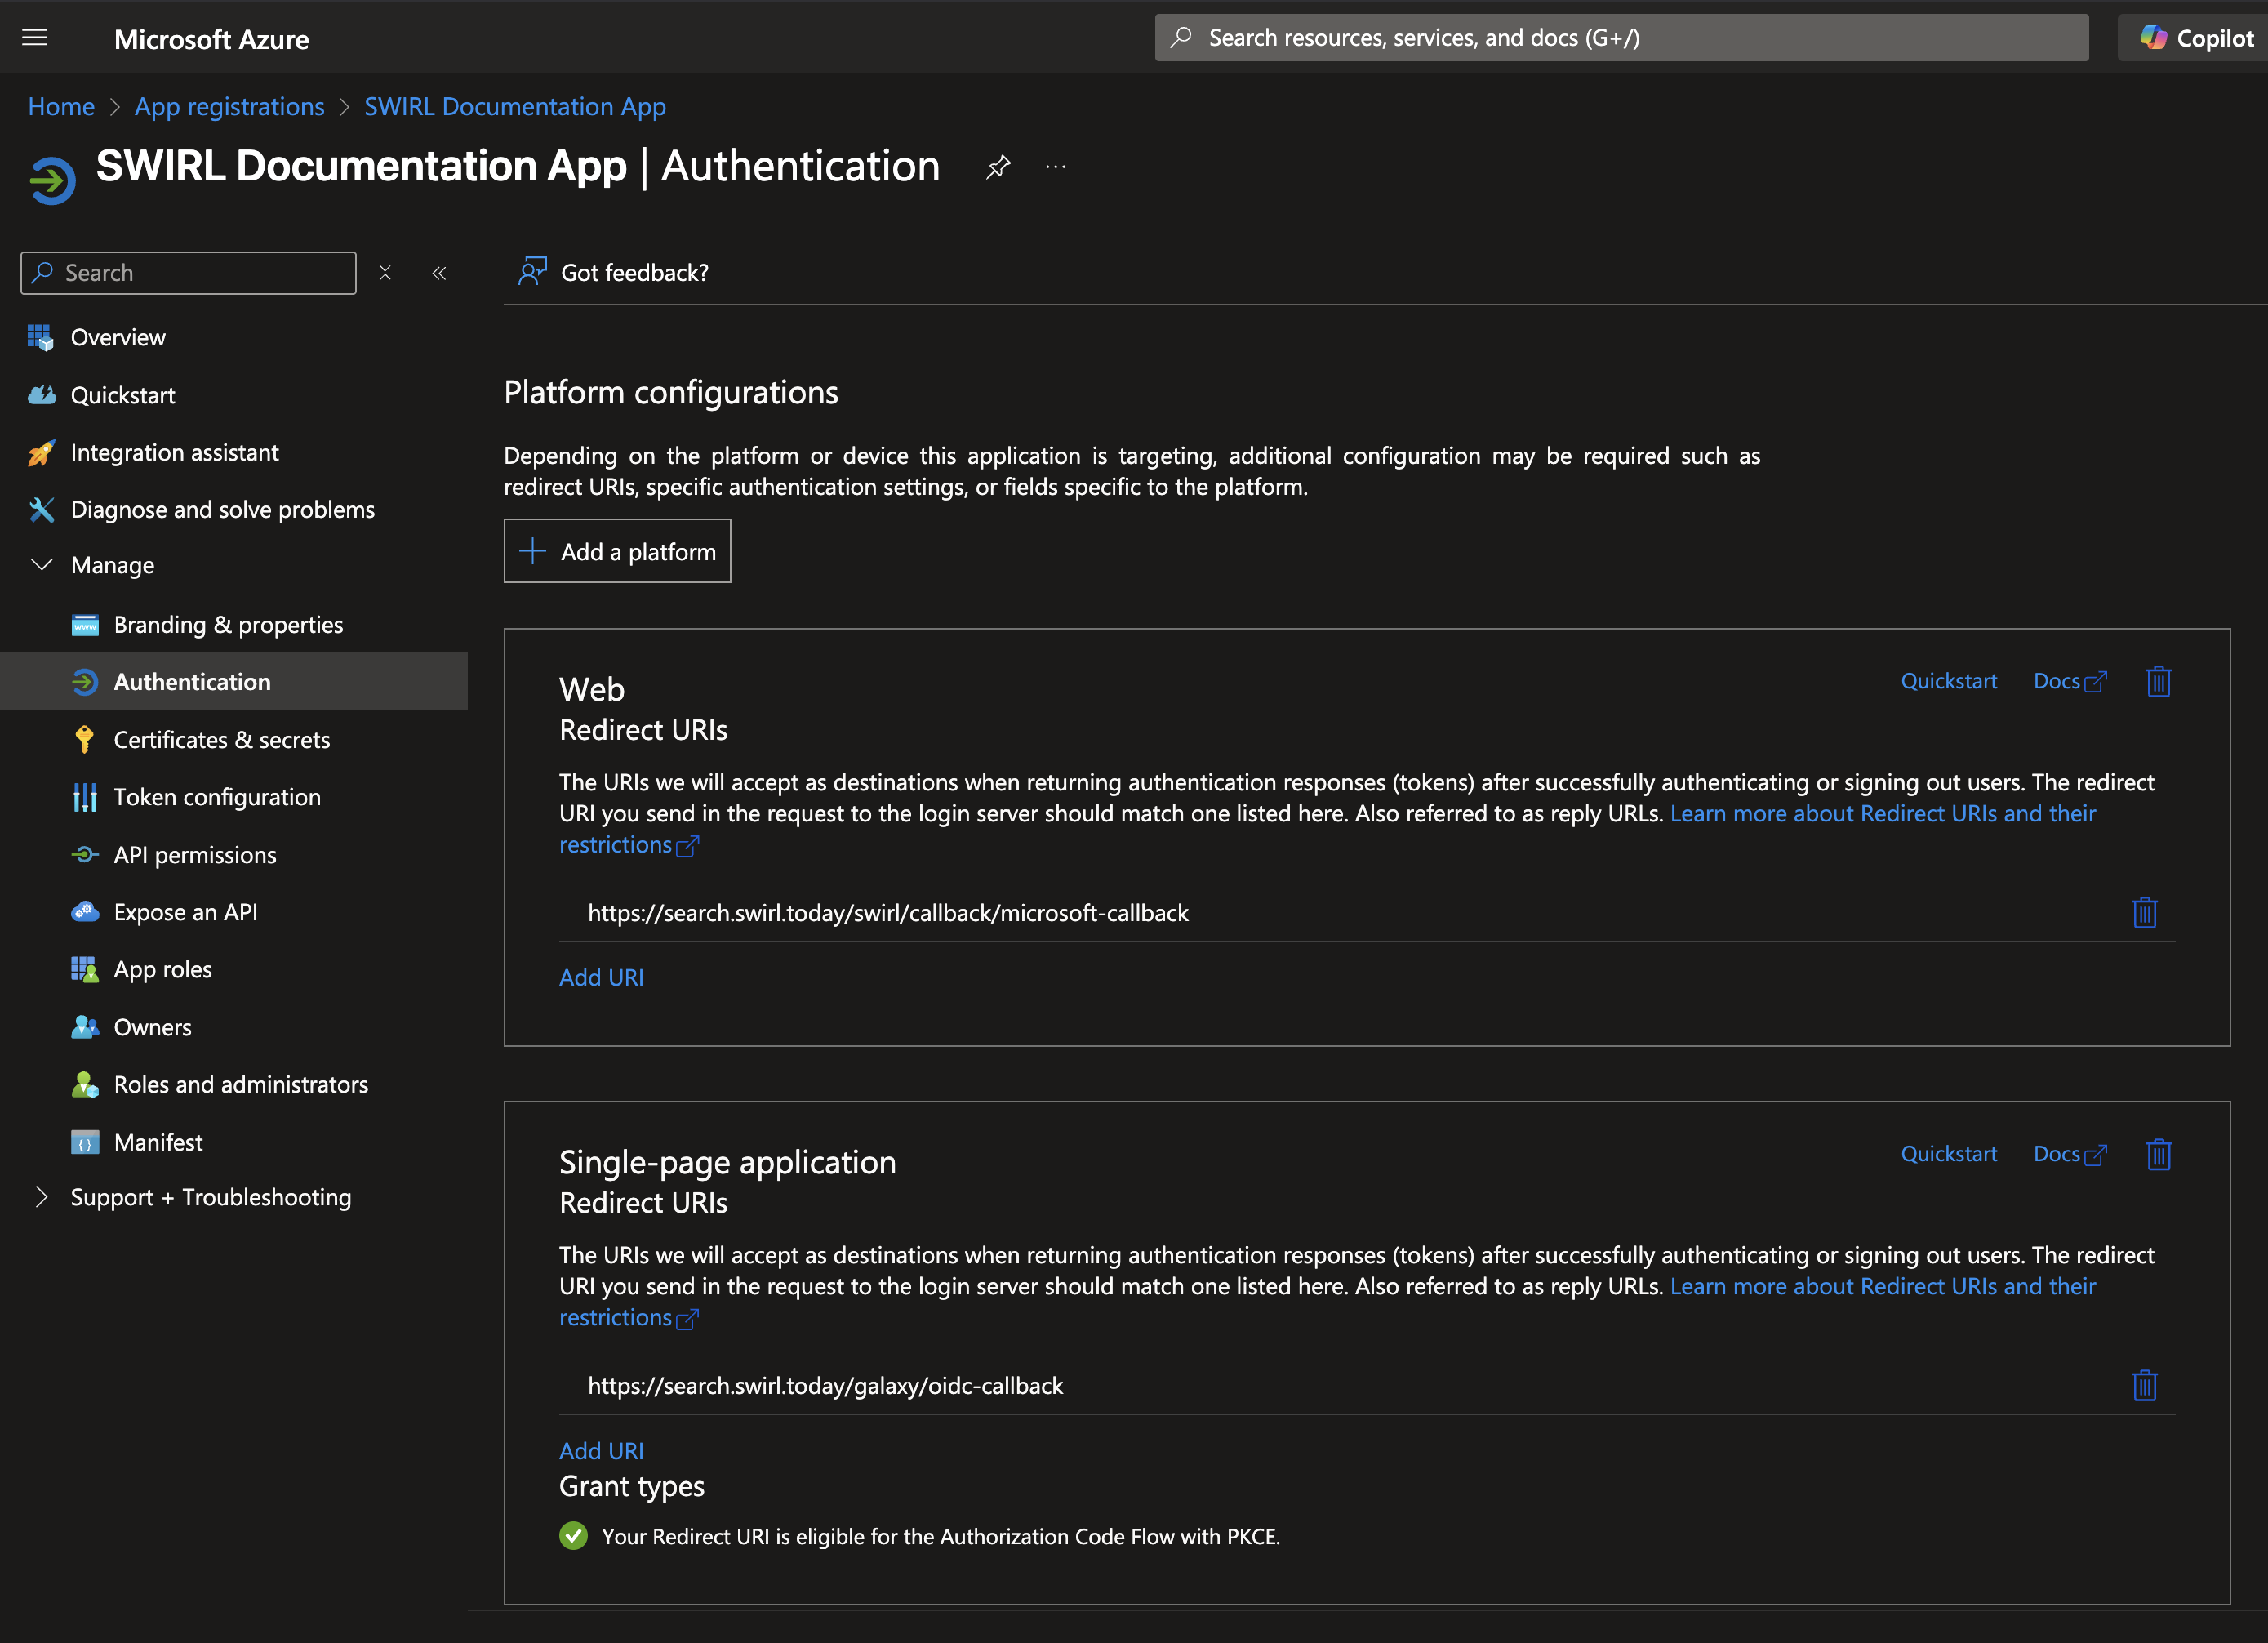 Microsoft Azure
Search resources, services, and docs (G+/)
Copilot
Home > App registrations > SWIRL Documentation App
SWIRL Documentation App | Authentication
Search
Got feedback?
Overview
Quickstart
Integration assistant
Diagnose and solve problems
Manage
Branding & properties
Authentication
Certificates & secrets
Token configuration
API permissions
Expose an API
App roles
Owners
Roles and administrators
Manifest
Support + Troubleshooting
Platform configurations
Depending on the platform or device this application is targeting, additional configuration may be required such as
redirect URIs, specific authentication settings, or fields specific to the platform.
Add a platform
Web
Quickstart
Docs
Redirect URIs
The URIs we will accept as destinations when returning authentication responses (tokens) after successfully authenticating or signing out users. The redirect
URI you send in the request to the login server should match one listed here. Also referred to as reply URLs. Learn more about Redirect URIs and their
restrictions
https://search.swirl.today/swirl/callback/microsoft-callback
Add URI
Single-page application
Quickstart
Docs
Redirect URIs
The URIs we will accept as destinations when returning authentication responses (tokens) after successfully authenticating or signing out users. The redirect
URI you send in the request to the login server should match one listed here. Also referred to as reply URLs. Learn more about Redirect URIs and their
restrictions
https://search.swirl.today/galaxy/oidc-callback
Add URI
Grant types
Your Redirect URI is eligible for the Authorization Code Flow with PKCE.